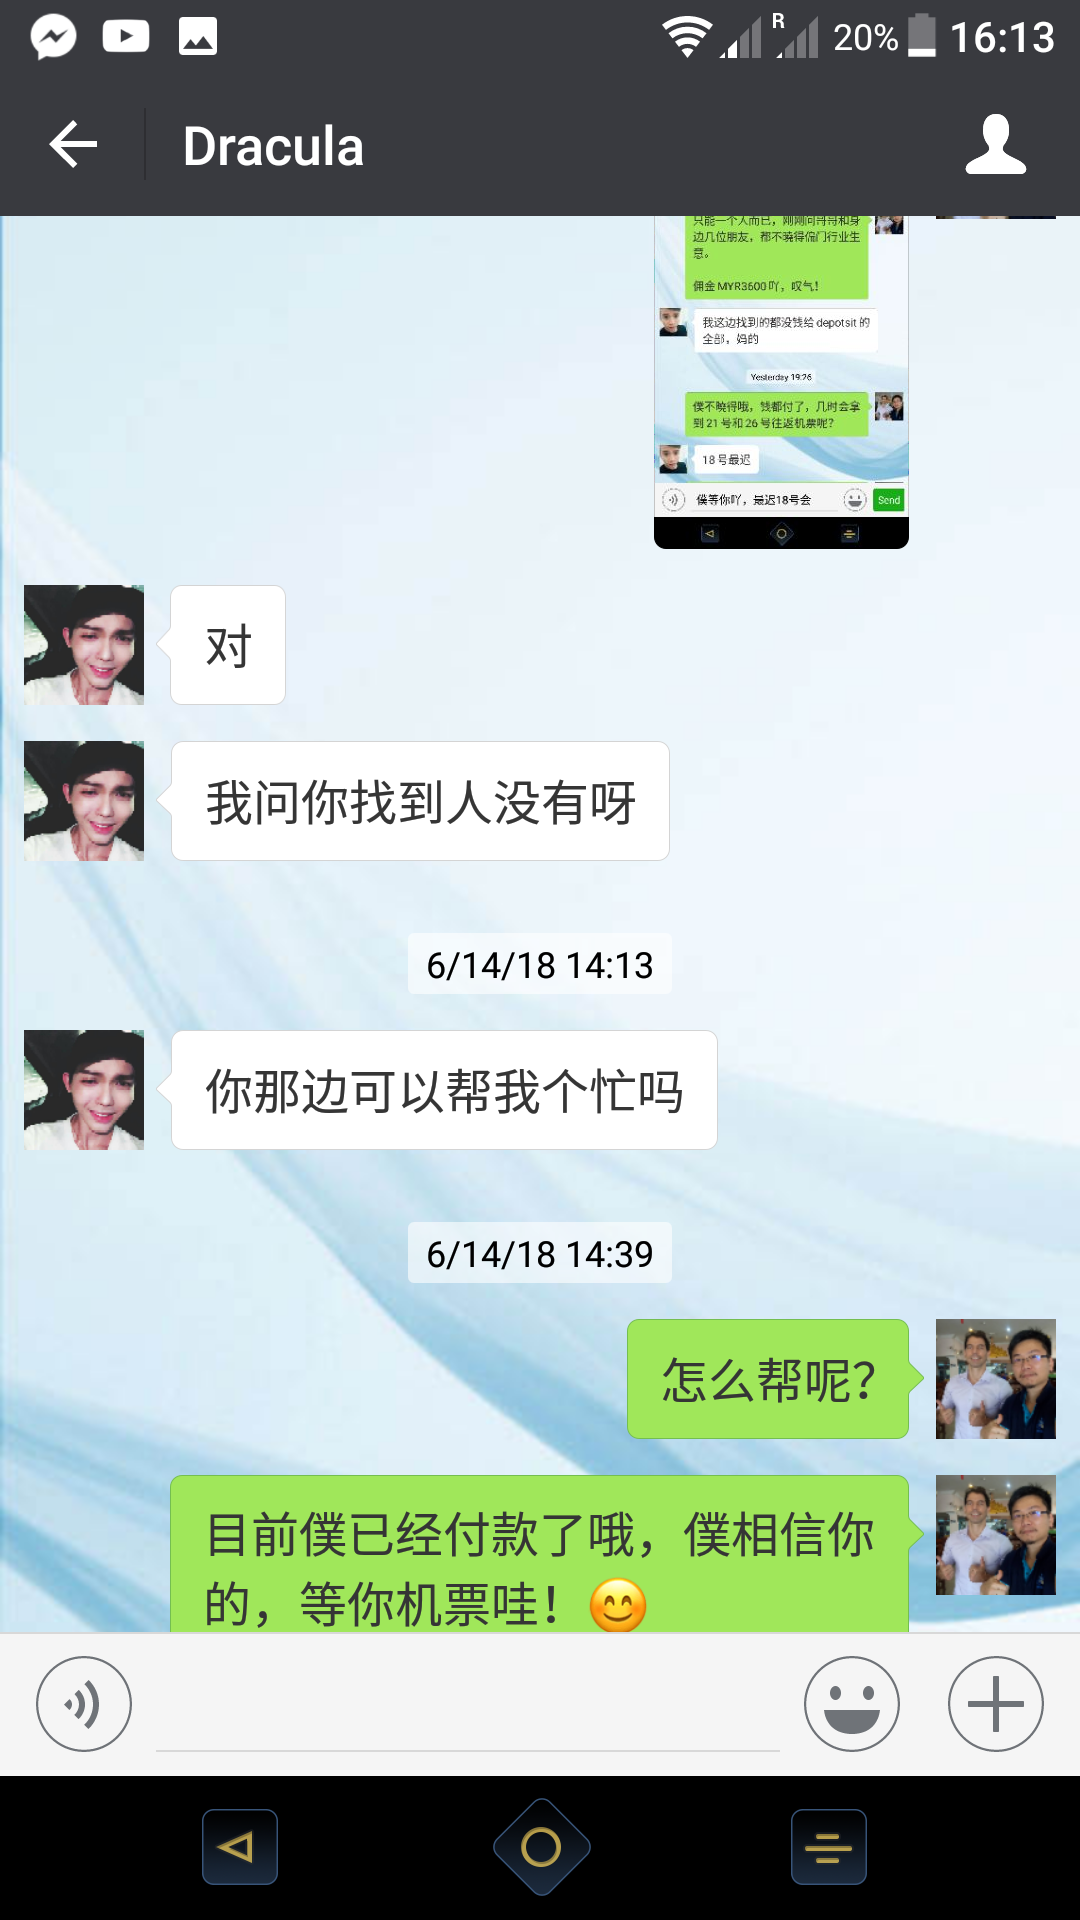 R
20%
16:13
Dracula
只能一个人而已，刚刚问哥哥和身
边几位朋友，都不曉得偏门行业生
意。
佣金 MYR3600 吖，叹气！
我这边找到的都没钱给 depotsit 的
全部，妈的
Yesterday 19:26
僕不曉得哦，钱都付了，几时会拿
到 21 号和 26 号往返机票呢？
18 号最迟
僕等你吖，最迟18号会
Send
对
我问你找到人没有呀
6/14/18 14:13
你那边可以帮我个忙吗
6/14/18 14:39
怎么帮呢？
目前僕已经付款了哦，僕相信你
的，等你机票哇！😊